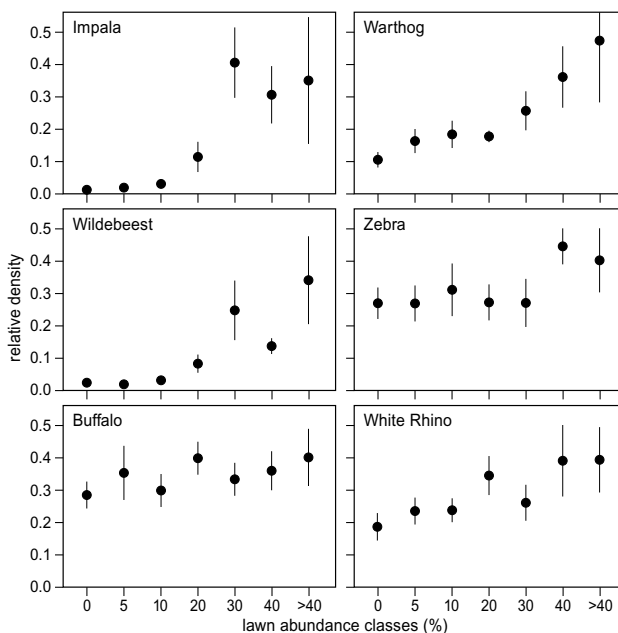 Impala
Warthog
0.5
0.4
0.3
0.2
0.1
0.0
Wildebeest
Zebra
0.5
0.4
0.3
0.2
0.1
0.0
Buffalo
White Rhino
0.5
0.4
0.3
0.2
0.1
0.0
relative density
0 5 10 20 30 40 >40 0 5 10 20 30 40 >40
lawn abundance classes (%)